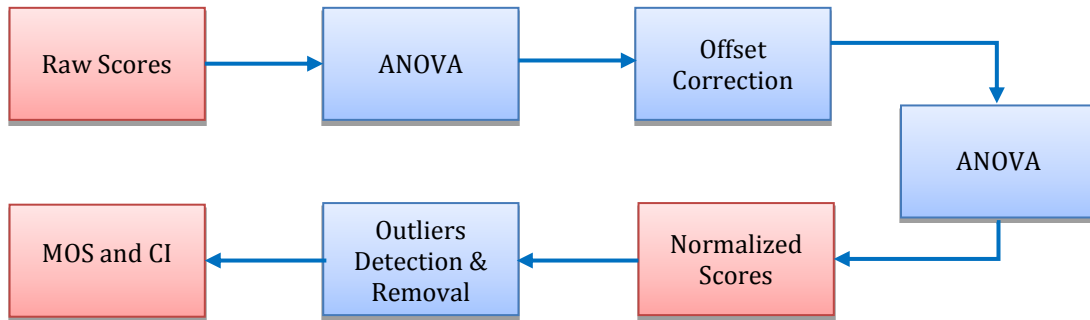 Raw Scores
ANOVA
Offset
Correction
ANOVA
Normalized
Scores
Outliers
Detection &
Removal
MOS and CI